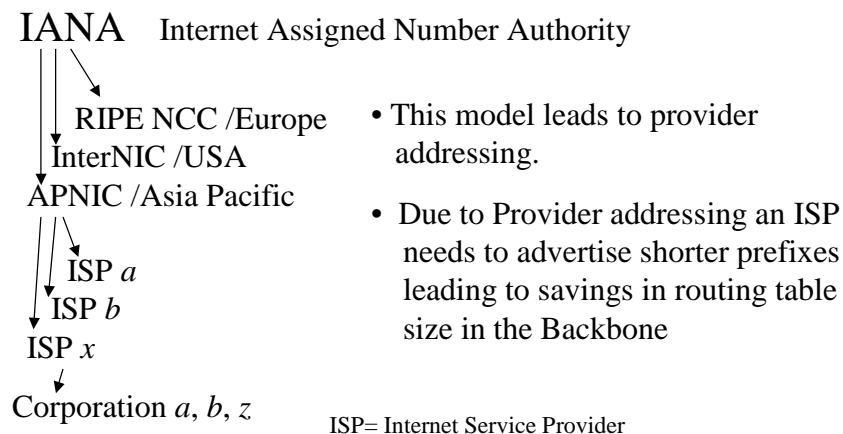 IANA Internet Assigned Number Authority
RIPE NCC /Europe
InterNIC /USA
APNIC /Asia Pacific
ISP a
ISP b
ISP x
Corporation a, b, z
• This model leads to provider
addressing.
• Due to Provider addressing an ISP
needs to advertise shorter prefixes
leading to savings in routing table
size in the Backbone
ISP= Internet Service Provider